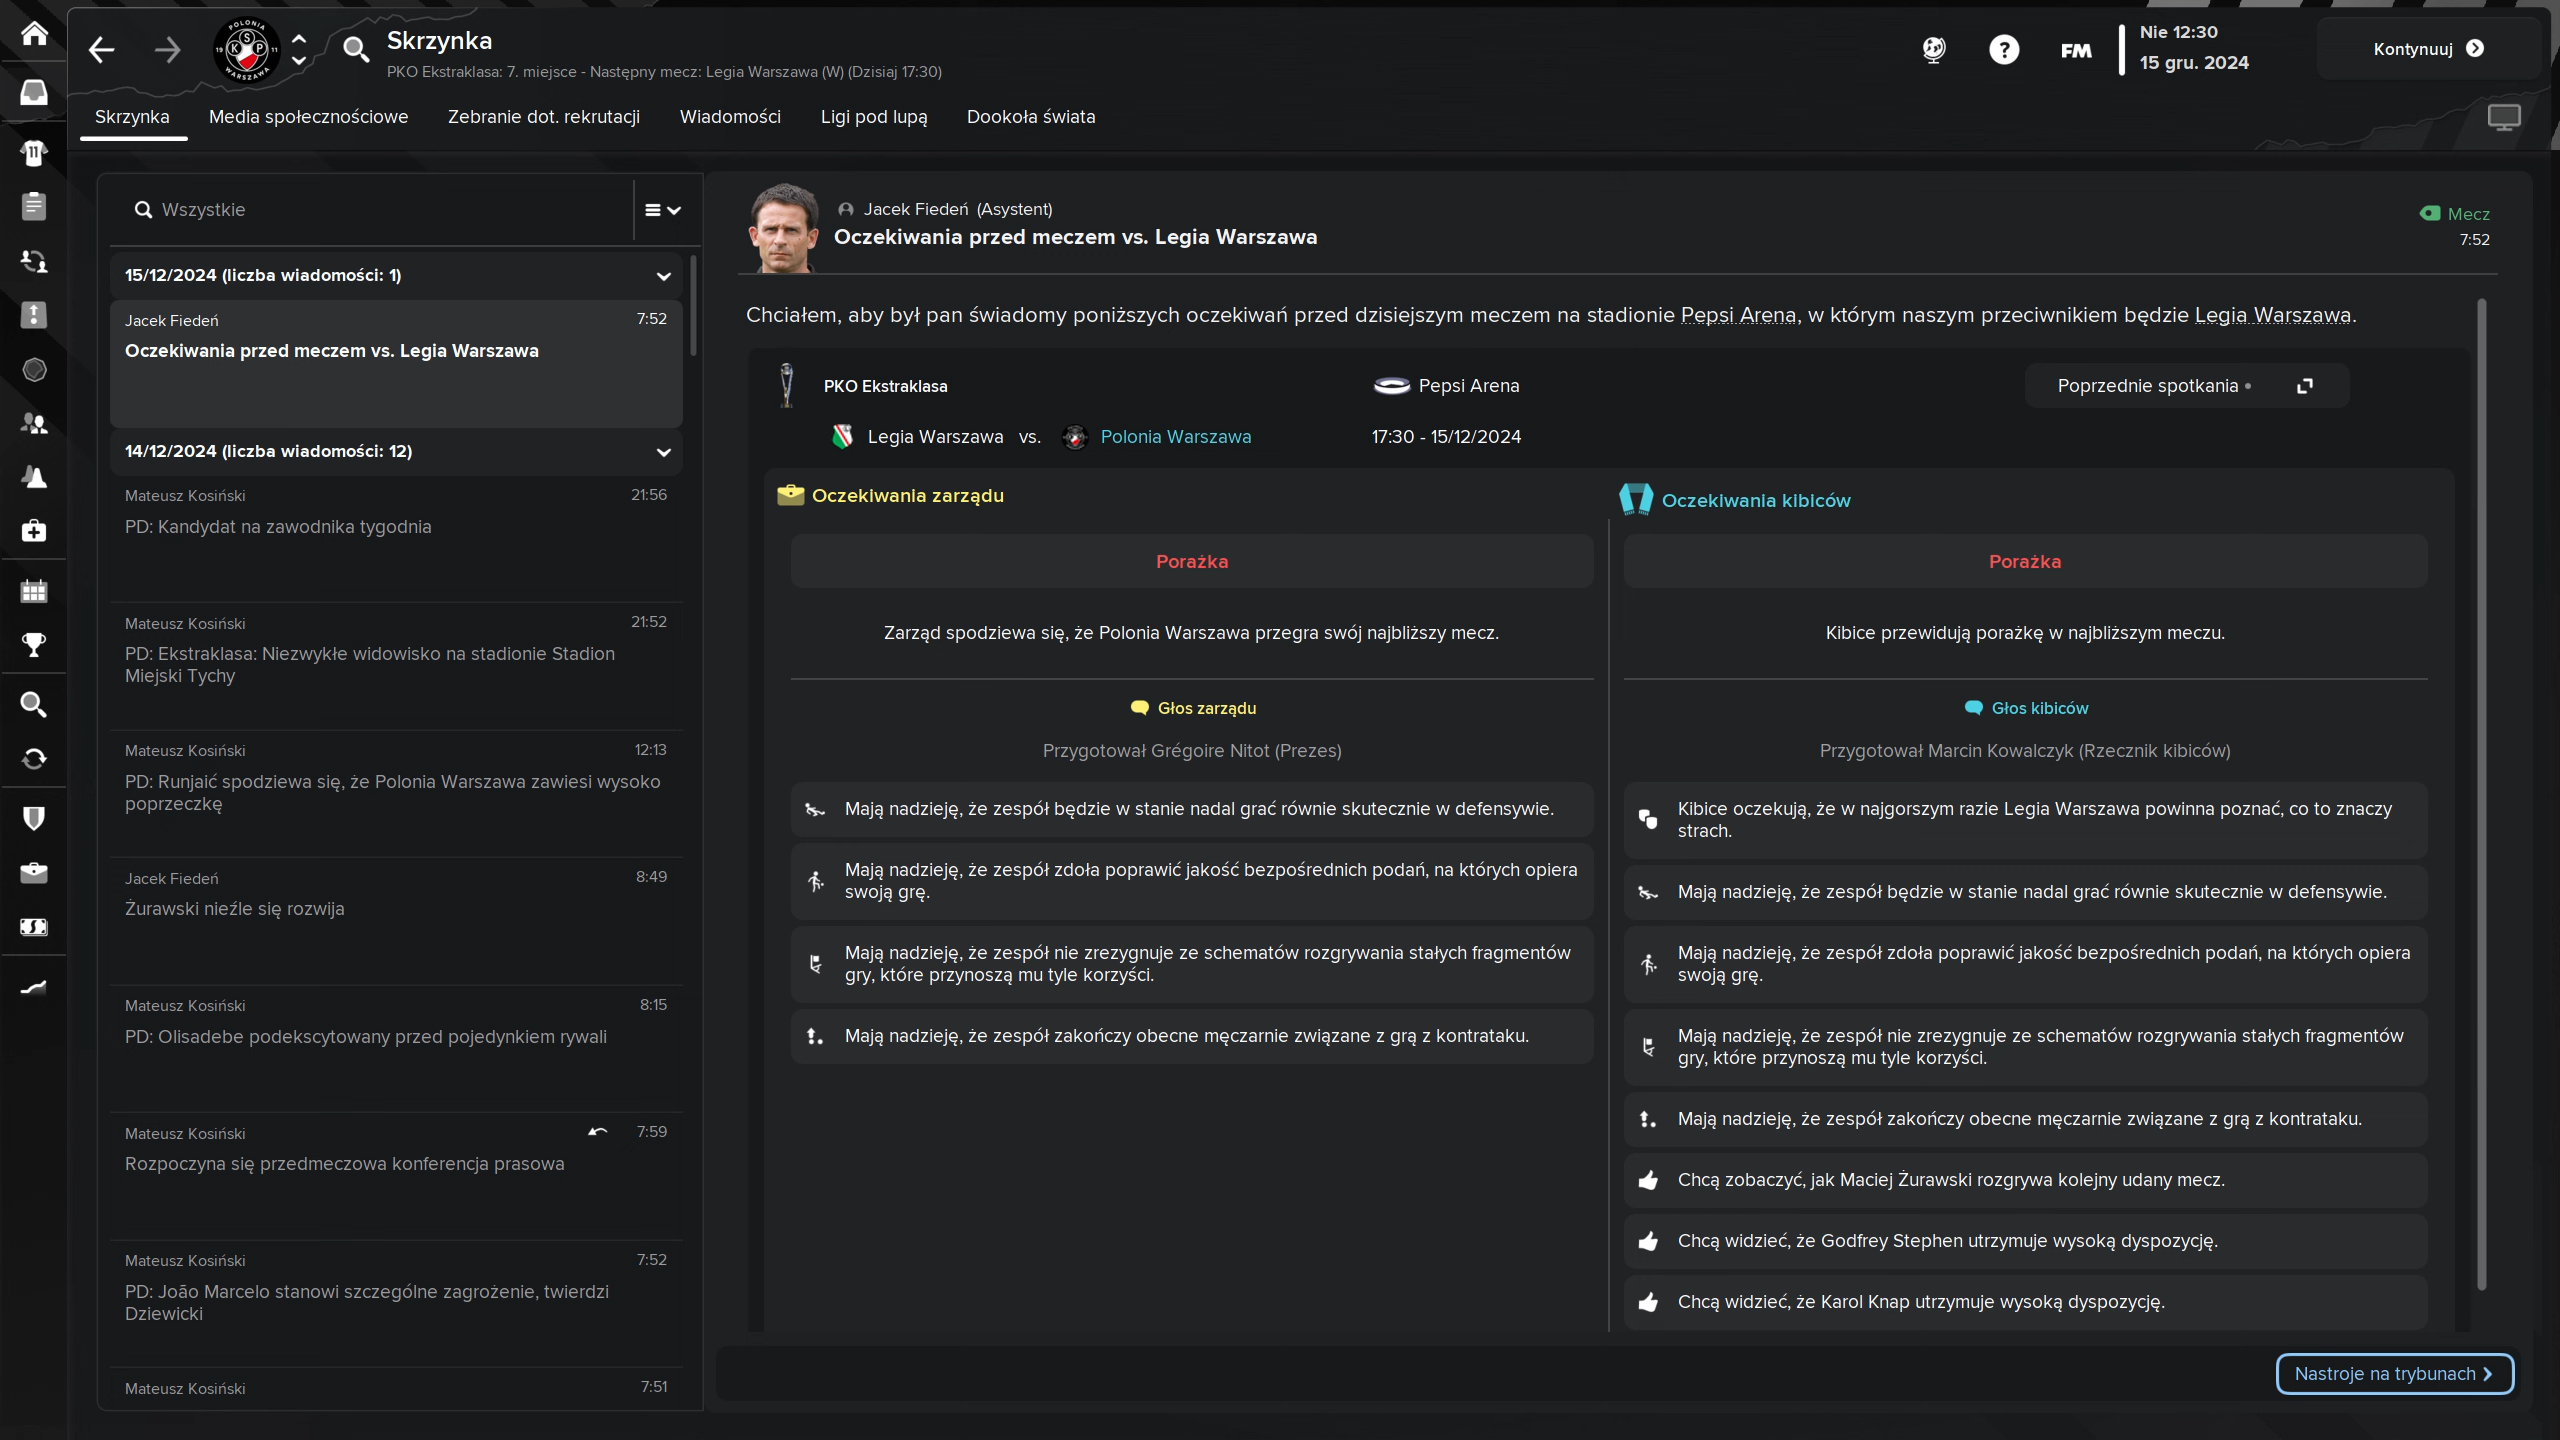 Skrzynka
PKO Ekstraklasa: 7. miejsce - Następny mecz: Legia Warszawa (W) (Dzisiaj 17:30)
FM
Nie 12:30
15 gru. 2024
Kontynuuj
Skrzynka
Media społecznościowe
Zebranie dot. rekrutacji
Wiadomości
Ligi pod lupą
Dookoła świata
Wszystkie
15/12/2024 (liczba wiadomości: 1)
Jacek Fiedeń
7:52
Oczekiwania przed meczem vs. Legia Warszawa
14/12/2024 (liczba wiadomości: 12)
Mateusz Kosiński
21:56
PD: Kandydat na zawodnika tygodnia
Mateusz Kosiński
21:52
PD: Ekstraklasa: Niezwykłe widowisko na stadionie Stadion
Miejski Tychy
Mateusz Kosiński
12:13
PD: Runjaić spodziewa się, że Polonia Warszawa zawiesi wysoko
poprzeczkę
Jacek Fiedeń
8:49
Żurawski nieźle się rozwija
Mateusz Kosiński
8:15
PD: Olisadebe podekscytowany przed pojedynkiem rywali
Mateusz Kosiński
7:59
Rozpoczyna się przedmeczowa konferencja prasowa
Mateusz Kosiński
7:52
PD: João Marcelo stanowi szczególne zagrożenie, twierdzi
Dziewicki
Mateusz Kosiński
7:51
Jacek Fiedeń (Asystent)
Oczekiwania przed meczem vs. Legia Warszawa
Mecz
7:52
Chciałem, aby był pan świadomy poniższych oczekiwań przed dzisiejszym meczem na stadionie Pepsi Arena, w którym naszym przeciwnikiem będzie Legia Warszawa.
PKO Ekstraklasa
Pepsi Arena
Poprzednie spotkania
Legia Warszawa vs. Polonia Warszawa
17:30 - 15/12/2024
Oczekiwania zarządu
Porażka
Zarząd spodziewa się, że Polonia Warszawa przegra swój najbliższy mecz.
Głos zarządu
Przygotował Grégoire Nitot (Prezes)
Mają nadzieję, że zespół będzie w stanie nadal grać równie skutecznie w defensywie.
Mają nadzieję, że zespół zdoła poprawić jakość bezpośrednich podań, na których opiera
swoją grę.
Mają nadzieję, że zespół nie zrezygnuje ze schematów rozgrywania stałych fragmentów
gry, które przynoszą mu tyle korzyści.
Mają nadzieję, że zespół zakończy obecne męczarnie związane z grą z kontrataku.
Oczekiwania kibiców
Porażka
Kibice przewidują porażkę w najbliższym meczu.
Głos kibiców
Przygotował Marcin Kowalczyk (Rzecznik kibiców)
Kibice oczekują, że w najgorszym razie Legia Warszawa powinna poznać, co to znaczy
strach.
Mają nadzieję, że zespół będzie w stanie nadal grać równie skutecznie w defensywie.
Mają nadzieję, że zespół zdoła poprawić jakość bezpośrednich podań, na których opiera
swoją grę.
Mają nadzieję, że zespół nie zrezygnuje ze schematów rozgrywania stałych fragmentów
gry, które przynoszą mu tyle korzyści.
Mają nadzieję, że zespół zakończy obecne męczarnie związane z grą z kontrataku.
Chcą zobaczyć, jak Maciej Żurawski rozgrywa kolejny udany mecz.
Chcą widzieć, że Godfrey Stephen utrzymuje wysoką dyspozycję.
Chcą widzieć, że Karol Knap utrzymuje wysoką dyspozycję.
Nastroje na trybunach
POLONIA
19 11
KSP
WARSZAWA
11